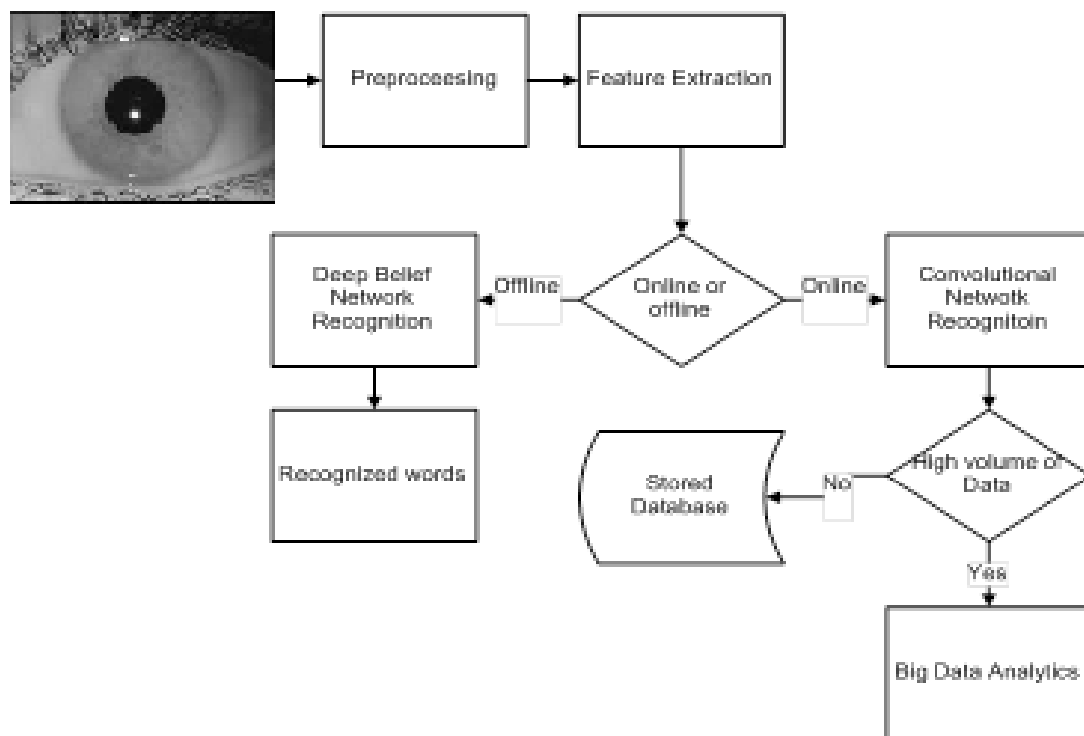 Preproceesing
Feature Extraction
Deep Belief
Network
Recognition
Offline
Online or
offline
Online
Convolutional
Netwotk
Recognitoin
Recognized words
Stored
Database
No
High volume of
Data
Yes
Big Data Analytics